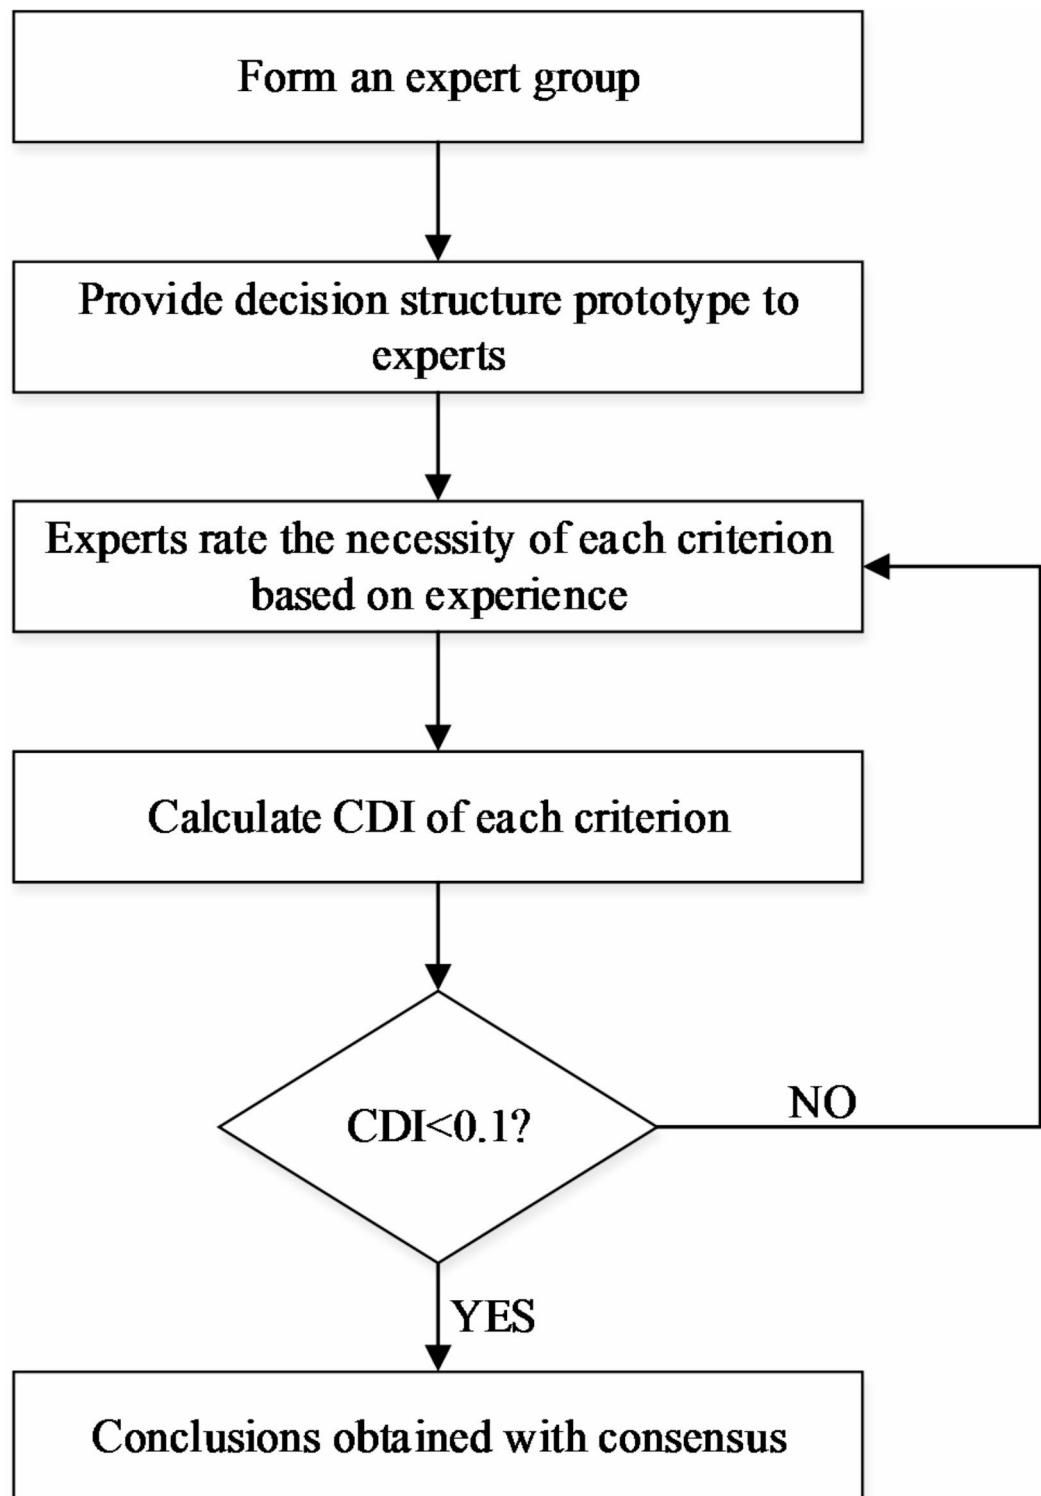 Form an expert group
Provide decision structure prototype to
experts
Experts rate the necessity of each criterion
based on experience
Calculate CDI of each criterion
CDI<0.1?
NO
YES
Conclusions obtained with consensus